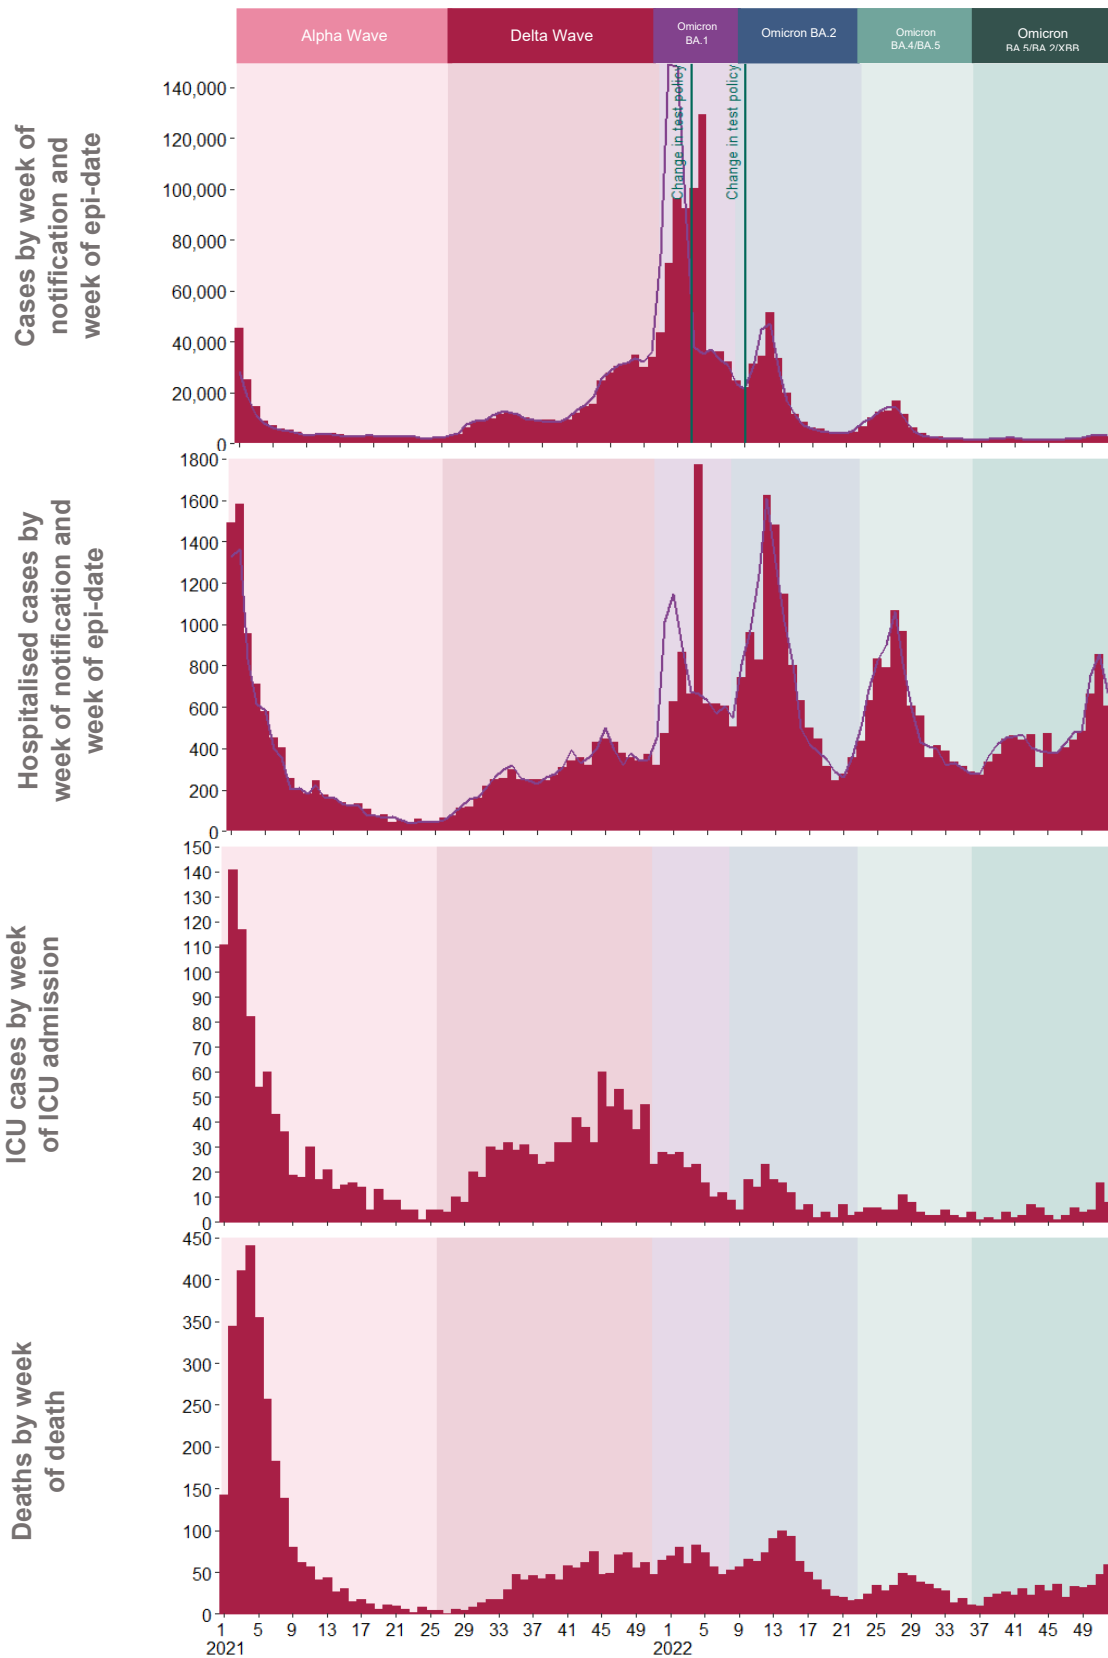 Alpha Wave
Delta Wave
Omicron
BA.1
Omicron BA.2
Omicron
BA.4/BA.5
Omicron
BA.5/BA.2/XBB
Cases by week of
notification and
week of epi-date
140,000
120,000
100,000
80,000
60,000
40,000
20,000
0
Change in test policy
Change in test policy
Hospitalised cases by
week of notification and
week of epi-date
1800
1600
1400
1200
1000
800
600
400
200
0
ICU cases by week
of ICU admission
150
140
130
120
110
100
90
80
70
60
50
40
30
20
10
0
Deaths by week
of death
450
400
350
300
250
200
150
100
50
0
1 5 9 13 17 21 25 29 33 37 41 45 49 1 5 9 13 17 21 25 29 33 37 41 45 49
2021 2022